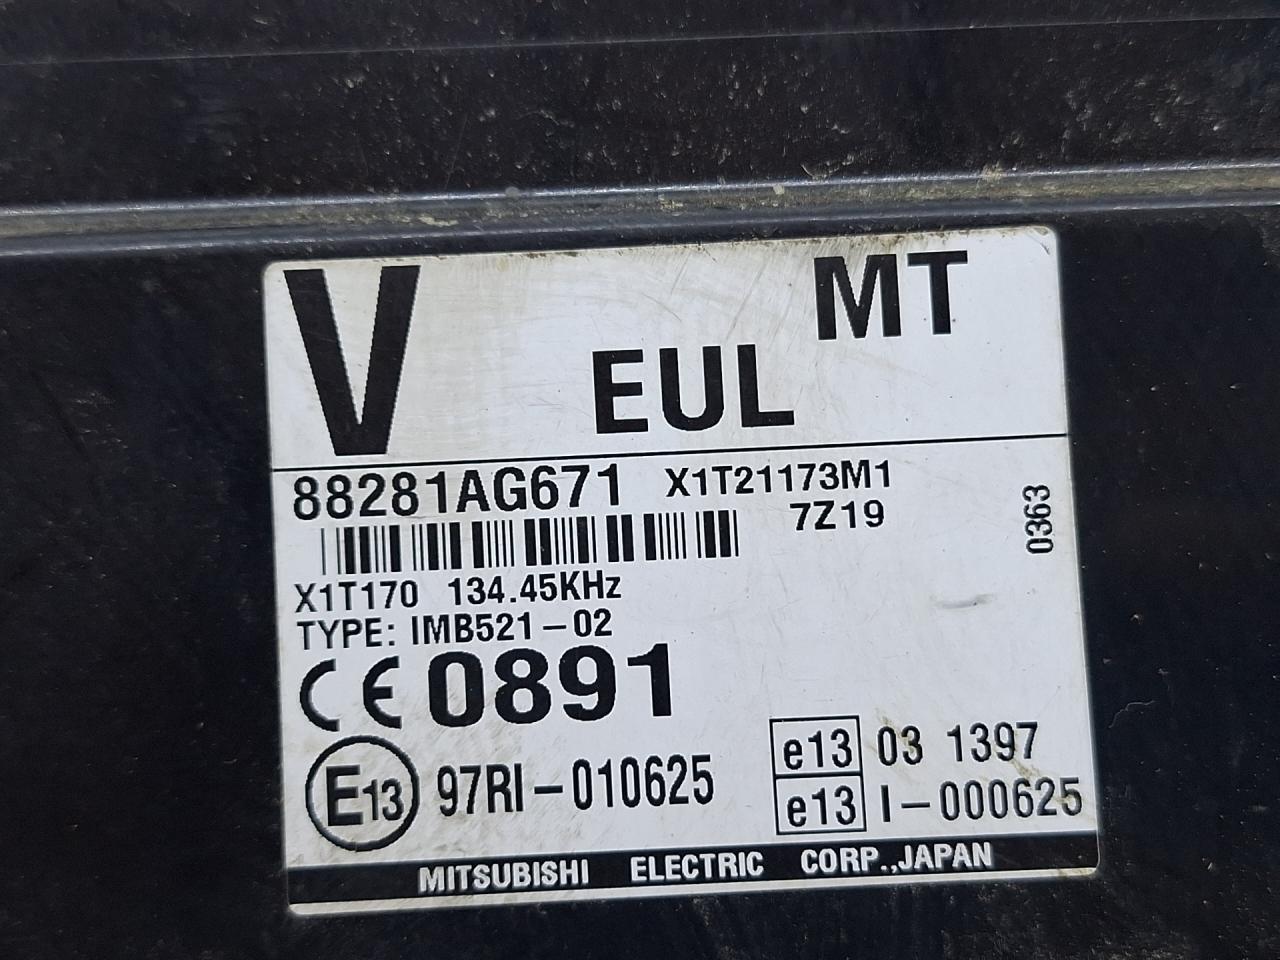 V
MT
EUL
88281AG671 X1T21173M1
7Z19
0363
X1T170 134.45KHz
TYPE: IMB521-02
CE 0891
E13 97RI-010625
e13 03 1397
e13 I-000625
MITSUBISHI ELECTRIC CORP.,JAPAN